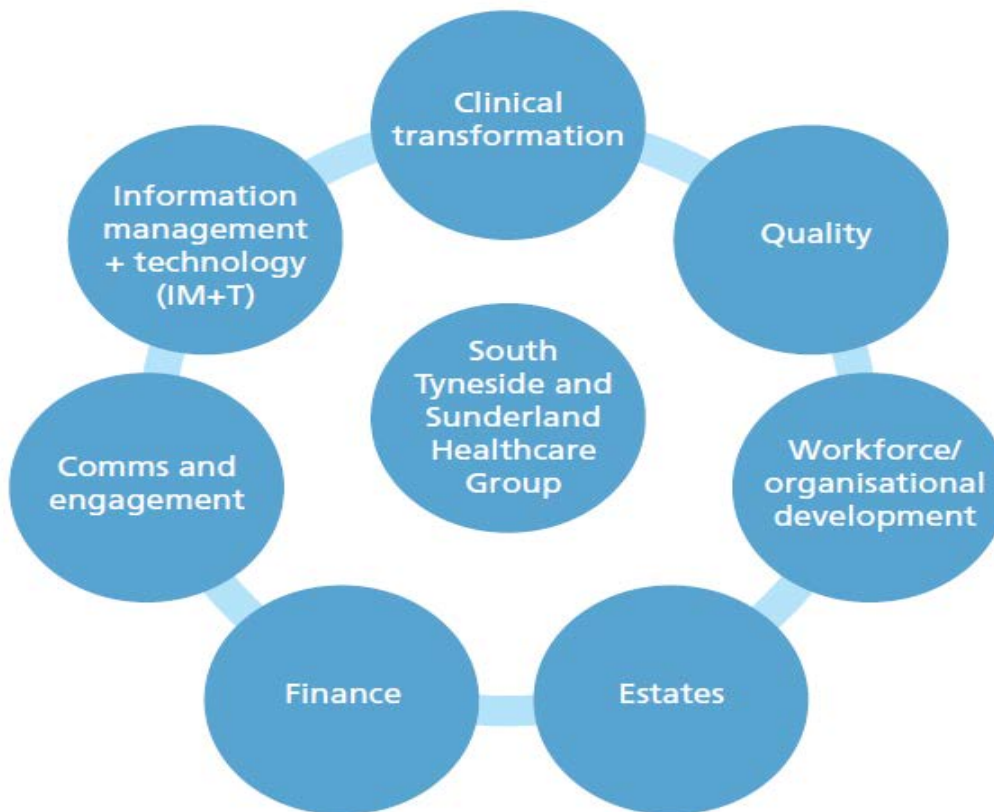 Clinical
transformation
Information
management
+ technology
(IM+T)
Quality
South
Tyneside and
Sunderland
Healthcare
Group
Comms and
engagement
Workforce/
organisational
development
Finance
Estates